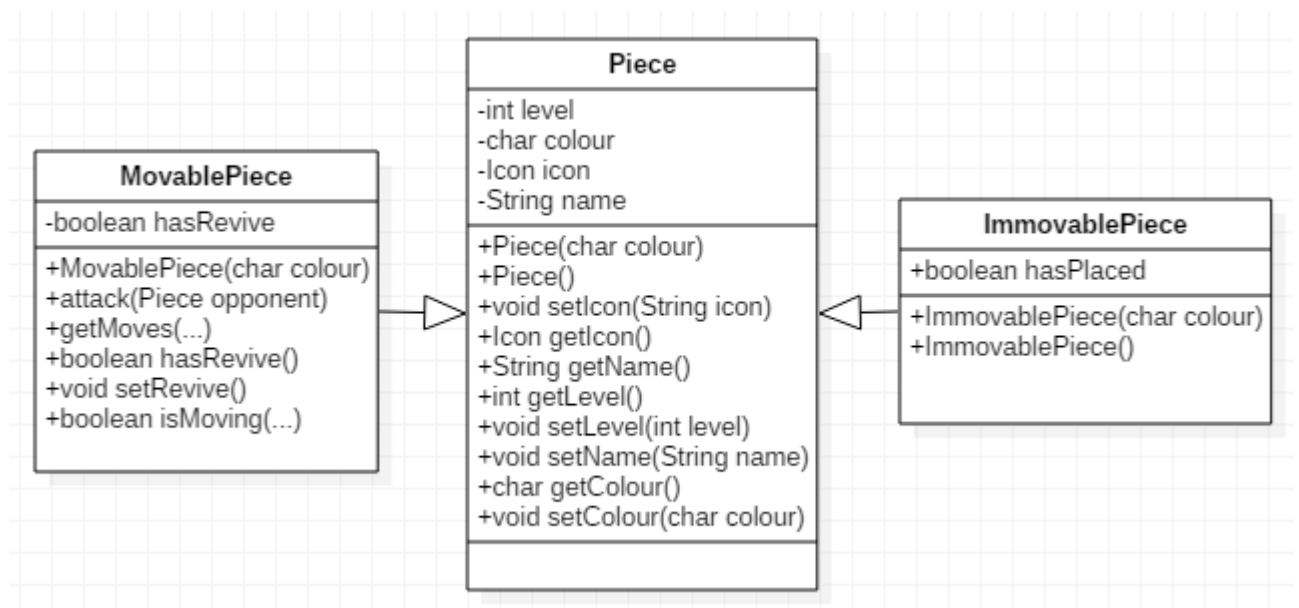 MovablePiece
-boolean hasRevive
+MovablePiece(char colour)
+attack(Piece opponent)
+getMoves(...)
+boolean hasRevive()
+void setRevive()
+boolean isMoving(...)
Piece
-int level
-char colour
-Icon icon
-String name
+Piece(char colour)
+Piece()
+void setIcon(String icon)
+Icon getIcon()
+String getName()
+int getLevel()
+void setLevel(int level)
+void setName(String name)
+char getColour()
+void setColour(char colour)
ImmovablePiece
+boolean hasPlaced
+ImmovablePiece(char colour)
+ImmovablePiece()